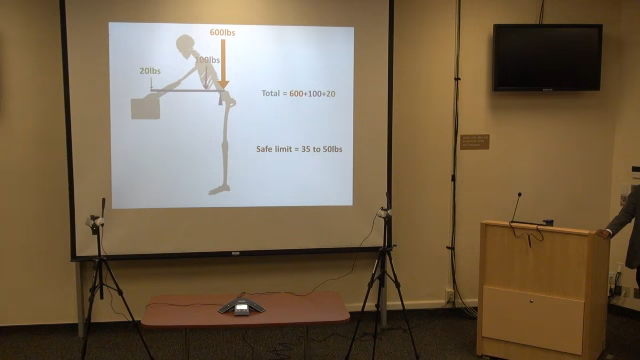 600lbs
100lbs
20lbs
Total = 600+100+20
Safe limit = 35 to 50lbs